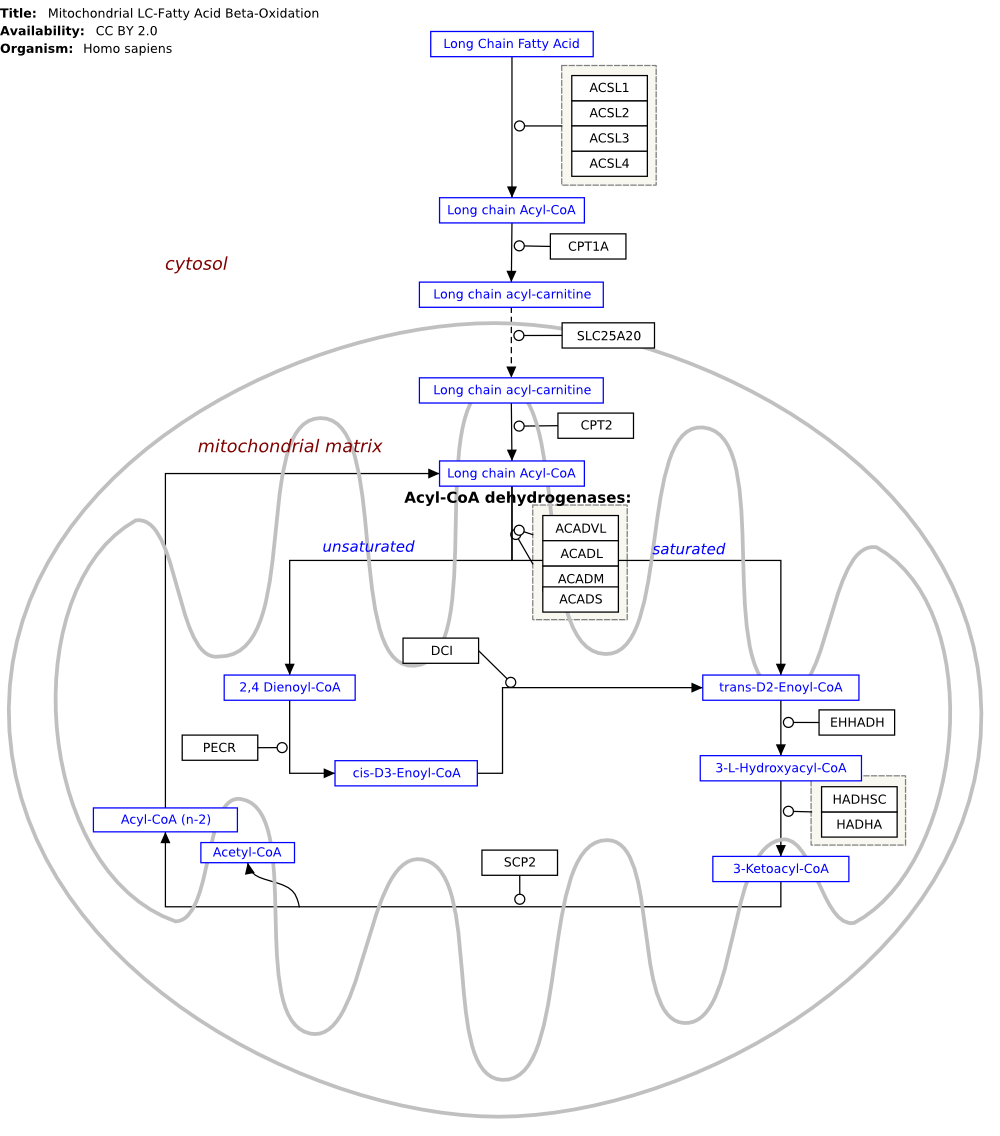 Title: Mitochondrial LC-Fatty Acid Beta-Oxidation
Availability: CC BY 2.0
Organism: Homo sapiens
Long Chain Fatty Acid
ACSL1
ACSL2
ACSL3
ACSL4
Long chain Acyl-CoA
CPT1A
cytosol
Long chain acyl-carnitine
SLC25A20
Long chain acyl-carnitine
CPT2
mitochondrial matrix
Long chain Acyl-CoA
Acyl-CoA dehydrogenases:
ACADVL
unsaturated
saturated
ACADL
ACADM
ACADS
DCI
2,4 Dienoyl-CoA
trans-D2-Enoyl-CoA
EHHADH
PECR
cis-D3-Enoyl-CoA
3-L-Hydroxyacyl-CoA
HADHSC
HADHA
Acyl-CoA (n-2)
Acetyl-CoA
SCP2
3-Ketoacyl-CoA